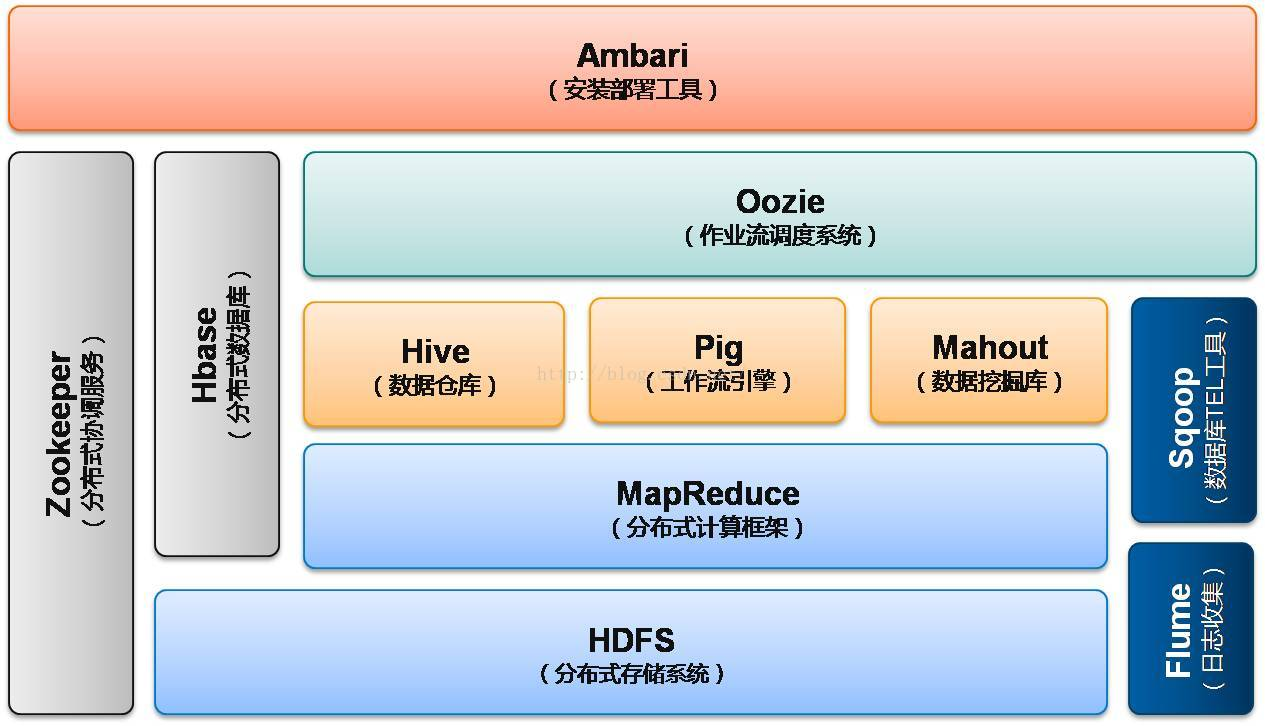 Ambari
（安装部署工具）
Zookeeper
（分布式协调服务）
Hbase
（分布式数据库）
Oozie
（作业流调度系统）
Hive
（数据仓库）
Pig
（工作流引擎）
Mahout
（数据挖掘库）
Sqoop
（数据库TEL工具）
MapReduce
（分布式计算框架）
HDFS
（分布式存储系统）
Flume
（日志收集）
http://blog.